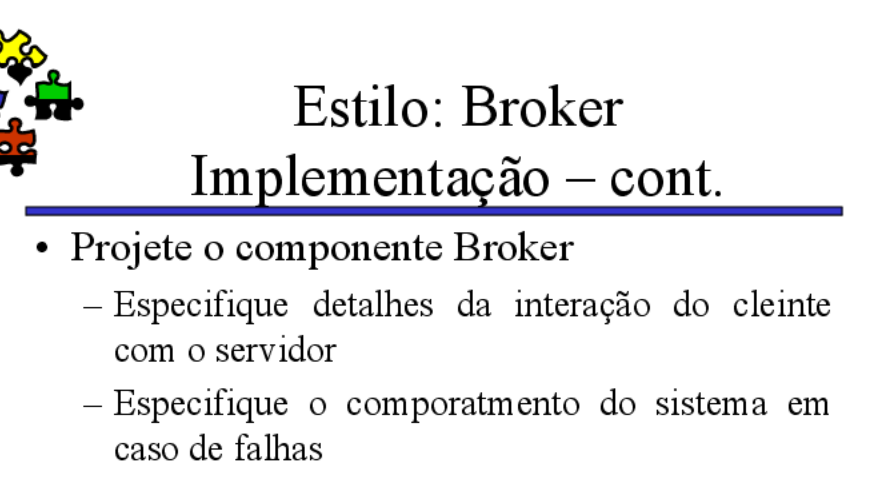 Estilo: Broker
Implementação – cont.
• Projete o componente Broker
– Especifique detalhes da interação do cleinte
com o servidor
– Especifique o comporatmento do sistema em
caso de falhas